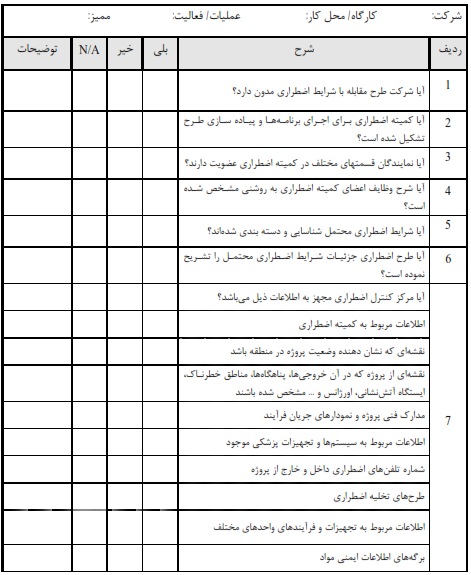 شرکت: کارگاه/ محل کار: عملیات/ فعالیت: ممیز:
ردیف شرح بلی خیر N/A توضیحات
1 آیا شرکت طرح مقابله با شرایط اضطراری مدون دارد؟
2 آیا کمیته اضطراری برای اجرای برنامه‌ها و پیاده سازی طرح
تشکیل شده است؟
3 آیا نمایندگان قسمتهای مختلف در کمیته اضطراری عضویت دارند؟
4 آیا شرح وظایف اعضای کمیته اضطراری به روشنی مشخص شده
است؟
5 آیا شرایط اضطراری محتمل شناسایی و دسته بندی شده‌اند؟
6 آیا طرح اضطراری جزئیات شرایط اضطراری محتمل را تشریح
نموده است؟
7 آیا مرکز کنترل اضطراری مجهز به اطلاعات ذیل می‌باشد؟
اطلاعات مربوط به کمیته اضطراری
نقشه‌ای که نشان دهنده وضعیت پروژه در منطقه باشد
نقشه‌ای از پروژه که در آن خروجی‌ها، پناهگاه‌ها، مناطق خطرناک،
ایستگاه آتش‌نشانی، اورژانس و ... مشخص شده باشند
مدارک فنی پروژه و نمودارهای جریان فرآیند
اطلاعات مربوط به سیستم‌ها و تجهیزات پزشکی موجود
شماره تلفن‌های اضطراری داخل و خارج از پروژه
طرح‌های تخلیه اضطراری
اطلاعات مربوط به تجهیزات و فرآیندهای واحدهای مختلف
برگه‌های اطلاعات ایمنی مواد